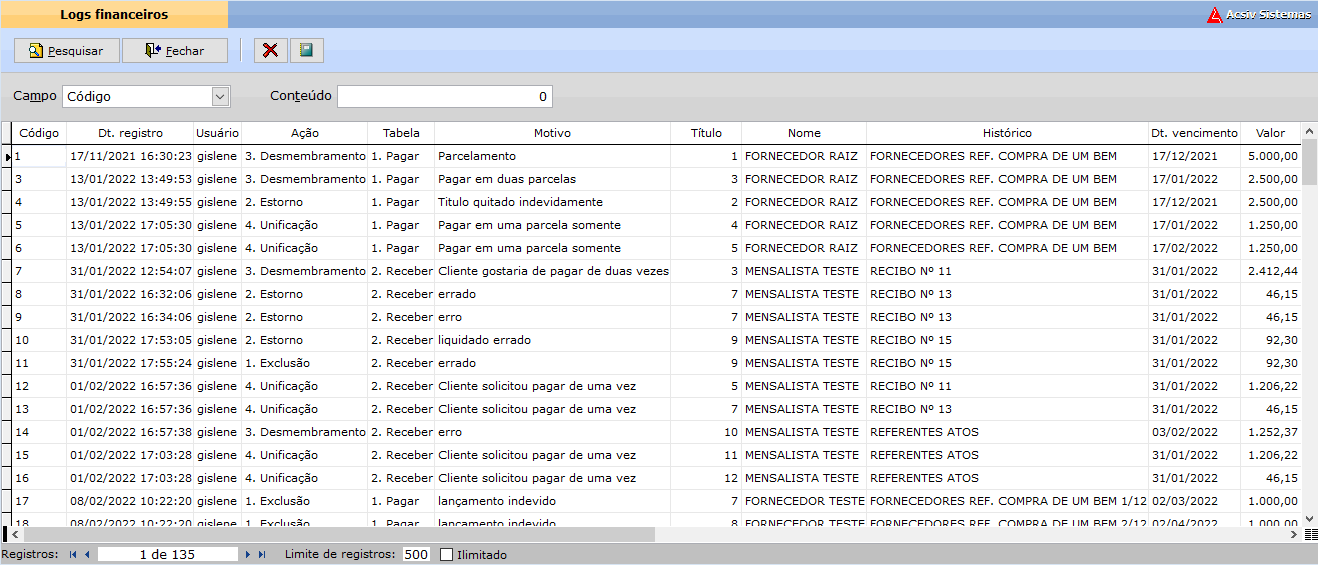 Logs financeiros
Acsiv Sistemas
Pesquisar Fechar
Campo Código Conteúdo 0
Código Dt. registro Usuário Ação Tabela Motivo Título Nome Histórico Dt. vencimento Valor
1 17/11/2021 16:30:23 gislene 3. Desmembramento 1. Pagar Parcelamento 1 FORNECEDOR RAIZ FORNECEDORES REF. COMPRA DE UM BEM 17/12/2021 5.000,00
3 13/01/2022 13:49:53 gislene 3. Desmembramento 1. Pagar Pagar em duas parcelas 3 FORNECEDOR RAIZ FORNECEDORES REF. COMPRA DE UM BEM 17/01/2022 2.500,00
4 13/01/2022 13:49:55 gislene 2. Estorno 1. Pagar Titulo quitado indevidamente 2 FORNECEDOR RAIZ FORNECEDORES REF. COMPRA DE UM BEM 17/12/2021 2.500,00
5 13/01/2022 17:05:30 gislene 4. Unificação 1. Pagar Pagar em uma parcela somente 4 FORNECEDOR RAIZ FORNECEDORES REF. COMPRA DE UM BEM 17/01/2022 1.250,00
6 13/01/2022 17:05:30 gislene 4. Unificação 1. Pagar Pagar em uma parcela somente 5 FORNECEDOR RAIZ FORNECEDORES REF. COMPRA DE UM BEM 17/02/2022 1.250,00
7 31/01/2022 12:54:07 gislene 3. Desmembramento 2. Receber Cliente gostaria de pagar de duas vezes 3 MENSALISTA TESTE RECIBO Nº 11 31/01/2022 2.412,44
8 31/01/2022 16:32:06 gislene 2. Estorno 2. Receber errado 7 MENSALISTA TESTE RECIBO Nº 13 31/01/2022 46,15
9 31/01/2022 16:34:06 gislene 2. Estorno 2. Receber erro 7 MENSALISTA TESTE RECIBO Nº 13 31/01/2022 46,15
10 31/01/2022 17:53:05 gislene 2. Estorno 2. Receber liquidado errado 9 MENSALISTA TESTE RECIBO Nº 15 31/01/2022 92,30
11 31/01/2022 17:55:24 gislene 1. Exclusão 2. Receber errado 9 MENSALISTA TESTE RECIBO Nº 15 31/01/2022 92,30
12 01/02/2022 16:57:36 gislene 4. Unificação 2. Receber Cliente solicitou pagar de uma vez 5 MENSALISTA TESTE RECIBO Nº 11 31/01/2022 1.206,22
13 01/02/2022 16:57:36 gislene 4. Unificação 2. Receber Cliente solicitou pagar de uma vez 7 MENSALISTA TESTE RECIBO Nº 13 31/01/2022 46,15
14 01/02/2022 16:57:38 gislene 3. Desmembramento 2. Receber erro 10 MENSALISTA TESTE REFERENTES ATOS 03/02/2022 1.252,37
15 01/02/2022 17:03:28 gislene 4. Unificação 2. Receber Cliente solicitou pagar de uma vez 11 MENSALISTA TESTE REFERENTES ATOS 31/01/2022 1.206,22
16 01/02/2022 17:03:28 gislene 4. Unificação 2. Receber Cliente solicitou pagar de uma vez 12 MENSALISTA TESTE REFERENTES ATOS 31/01/2022 46,15
17 08/02/2022 10:22:20 gislene 1. Exclusão 1. Pagar lançamento indevido 7 FORNECEDOR TESTE FORNECEDORES REF. COMPRA DE UM BEM 1/12 02/03/2022 1.000,00
18 08/02/2022 10:22:20 gislene 1. Exclusão 1. Pagar lançamento indevido 8 FORNECEDOR TESTE FORNECEDORES REF. COMPRA DE UM BEM 2/12 02/04/2022 1.000,00
Registros: 1 de 135 Limite de registros: 500 Ilimitado